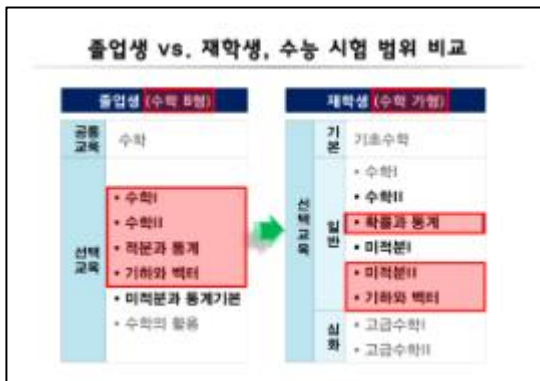 졸업생 vs. 재학생, 수능 시험 범위 비교
졸업생 (수학 B형)
공통
교육
수학
선택
교육
• 수학I
• 수학II
• 적분과 통계
• 기하와 벡터
• 미적분과 통계기본
• 수학의 활용
재학생 (수학 가형)
선
택
교
육
기
본
기초수학
일
반
• 수학I
• 수학II
• 확률과 통계
• 미적분I
• 미적분II
• 기하와 벡터
심
화
• 고급수학I
• 고급수학II